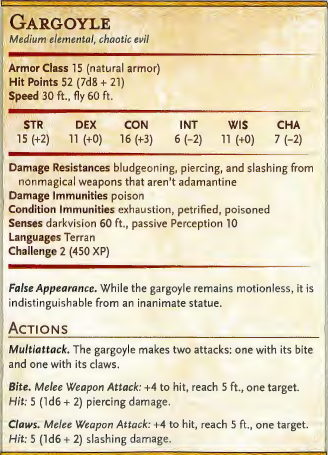 GARGOYLE
Medium elemental, chaotic evil
Armor Class 15 (natural armor)
Hit Points 52 (7d8 + 21)
Speed 30 ft., fly 60 ft.
STR DEX CON INT WIS CHA
15 (+2) 11 (+0) 16 (+3) 6 (−2) 11 (+0) 7 (−2)
Damage Resistances bludgeoning, piercing, and slashing from
nonmagical weapons that aren't adamantine
Damage Immunities poison
Condition Immunities exhaustion, petrified, poisoned
Senses darkvision 60 ft., passive Perception 10
Languages Terran
Challenge 2 (450 XP)
False Appearance. While the gargoyle remains motionless, it is
indistinguishable from an inanimate statue.
ACTIONS
Multiattack. The gargoyle makes two attacks: one with its bite
and one with its claws.
Bite. Melee Weapon Attack: +4 to hit, reach 5 ft., one target.
Hit: 5 (1d6 + 2) piercing damage.
Claws. Melee Weapon Attack: +4 to hit, reach 5 ft., one target.
Hit: 5 (1d6 + 2) slashing damage.